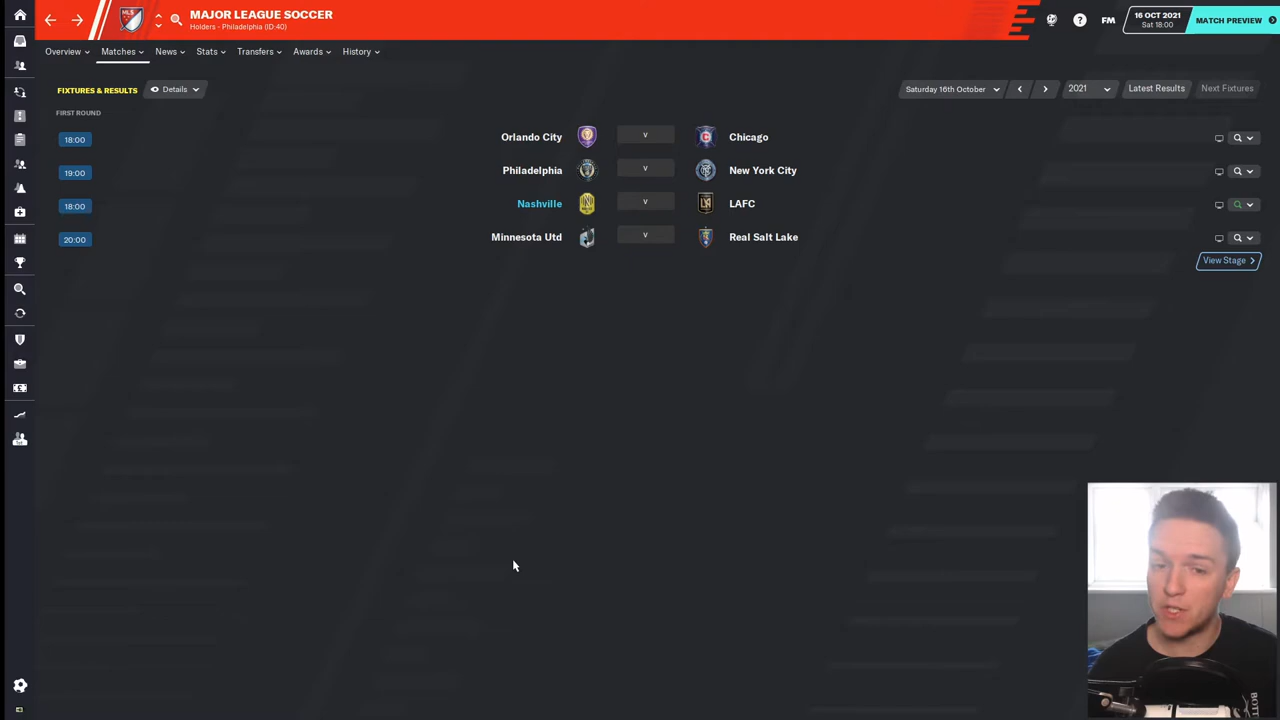 MAJOR LEAGUE SOCCER
Holders - Philadelphia (ID:40)
FM
16 OCT 2021
Sat 18:00
MATCH PREVIEW
Overview
Matches
News
Stats
Transfers
Awards
History
FIXTURES & RESULTS
Details
Saturday 16th October
2021
Latest Results
Next Fixtures
FIRST ROUND
18:00 Orlando City v Chicago
19:00 Philadelphia v New York City
18:00 Nashville v LAFC
20:00 Minnesota Utd v Real Salt Lake
View Stage